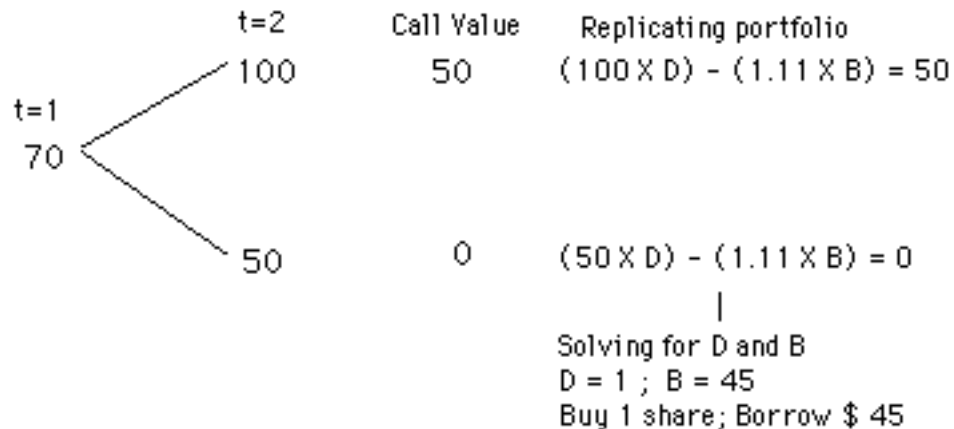 t=2 Call Value Replicating portfolio
100 50 (100 X D) - (1.11 X B) = 50
t=1
70
50 0 (50 X D) - (1.11 X B) = 0
Solving for D and B
D = 1 ; B = 45
Buy 1 share; Borrow $ 45